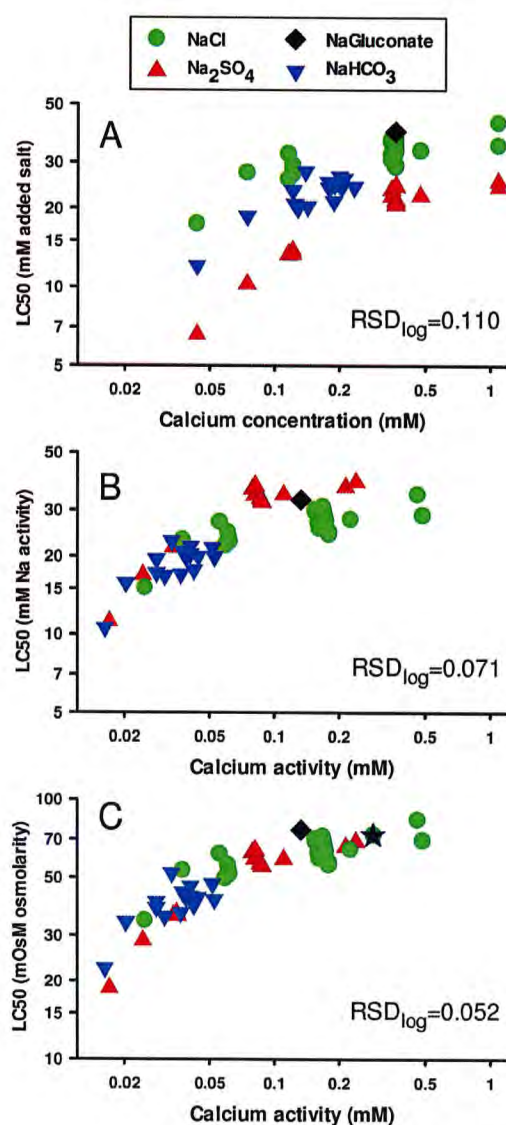 NaCl NaGluconate
Na2SO4 NaHCO3
A
LC50 (mM added salt)
50
30
20
15
10
7
5
RSDlog=0.110
0.02 0.05 0.1 0.2 0.5 1
Calcium concentration (mM)
B
LC50 (mM Na activity)
50
30
20
15
10
7
5
RSDlog=0.071
0.02 0.05 0.1 0.2 0.5 1
Calcium activity (mM)
C
LC50 (mOsM osmolarity)
100
70
50
30
20
15
10
RSDlog=0.052
0.02 0.05 0.1 0.2 0.5 1
Calcium activity (mM)